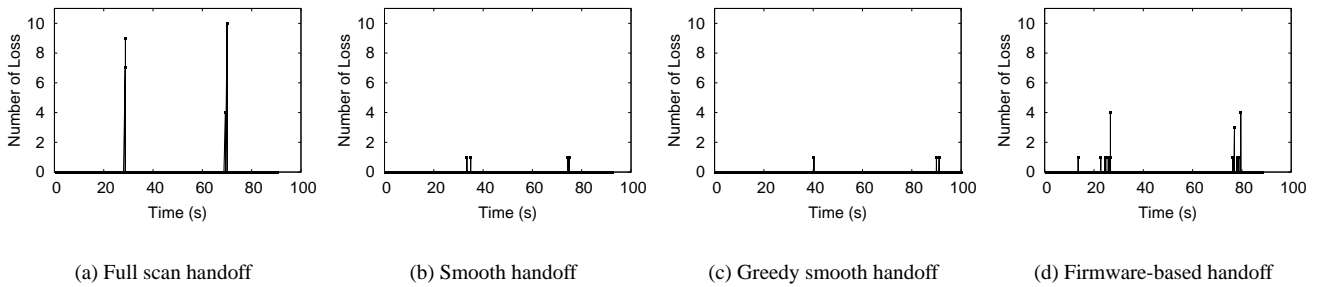 Number of Loss
10
8
6
4
2
0
0 20 40 60 80 100
Time (s)
(a) Full scan handoff
Number of Loss
10
8
6
4
2
0
0 20 40 60 80 100
Time (s)
(b) Smooth handoff
Number of Loss
10
8
6
4
2
0
0 20 40 60 80 100
Time (s)
(c) Greedy smooth handoff
Number of Loss
10
8
6
4
2
0
0 20 40 60 80 100
Time (s)
(d) Firmware-based handoff